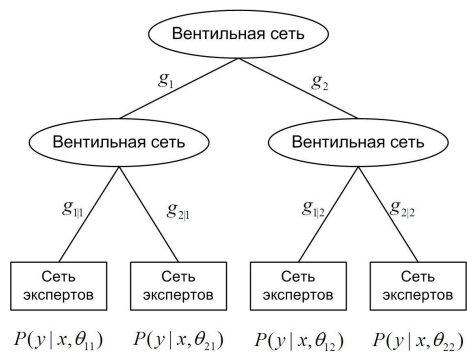 Вентильная сеть
g₁ g₂
Вентильная сеть Вентильная сеть
g₁|₁ g₂|₁ g₁|₂ g₂|₂
Сеть экспертов Сеть экспертов Сеть экспертов Сеть экспертов
P(y | x, θ₁₁) P(y | x, θ₂₁) P(y | x, θ₁₂) P(y | x, θ₂₂)